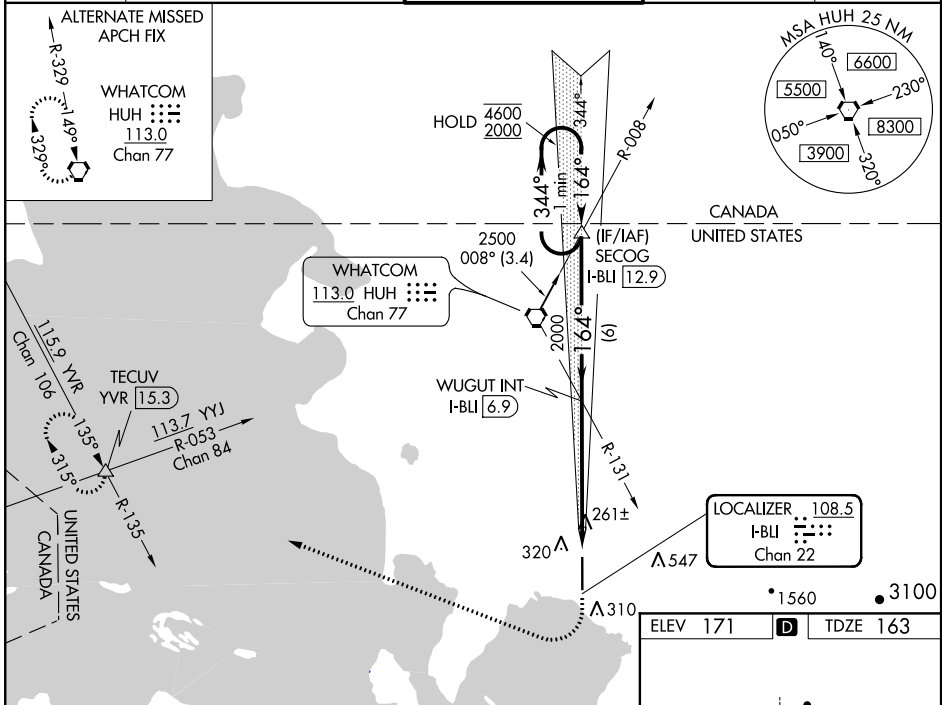 ALTERNATE MISSED
APCH FIX
R-329
149°
329°
WHATCOM
HUH
113.0
Chan 77
HOLD
4600
2000
344°
344°
1 min
164°
R-008
MSA HUH 25 NM
140°
6600
5500
230°
050°
8300
3900
320°
CANADA
UNITED STATES
2500
008° (3.4)
(IF/IAF)
SECOG
I-BLI 12.9
WHATCOM
113.0 HUH
Chan 77
2000
164°
(6)
115.9 YVR
Chan 106
TECUV
YVR 15.3
WUGUT INT
I-BLI 6.9
113.7 YYJ
R-053
Chan 84
135°
315°
R-135
R-131
UNITED STATES
CANADA
261±
320
547
LOCALIZER 108.5
I-BLI
Chan 22
310
1560
3100
ELEV 171 D TDZE 163